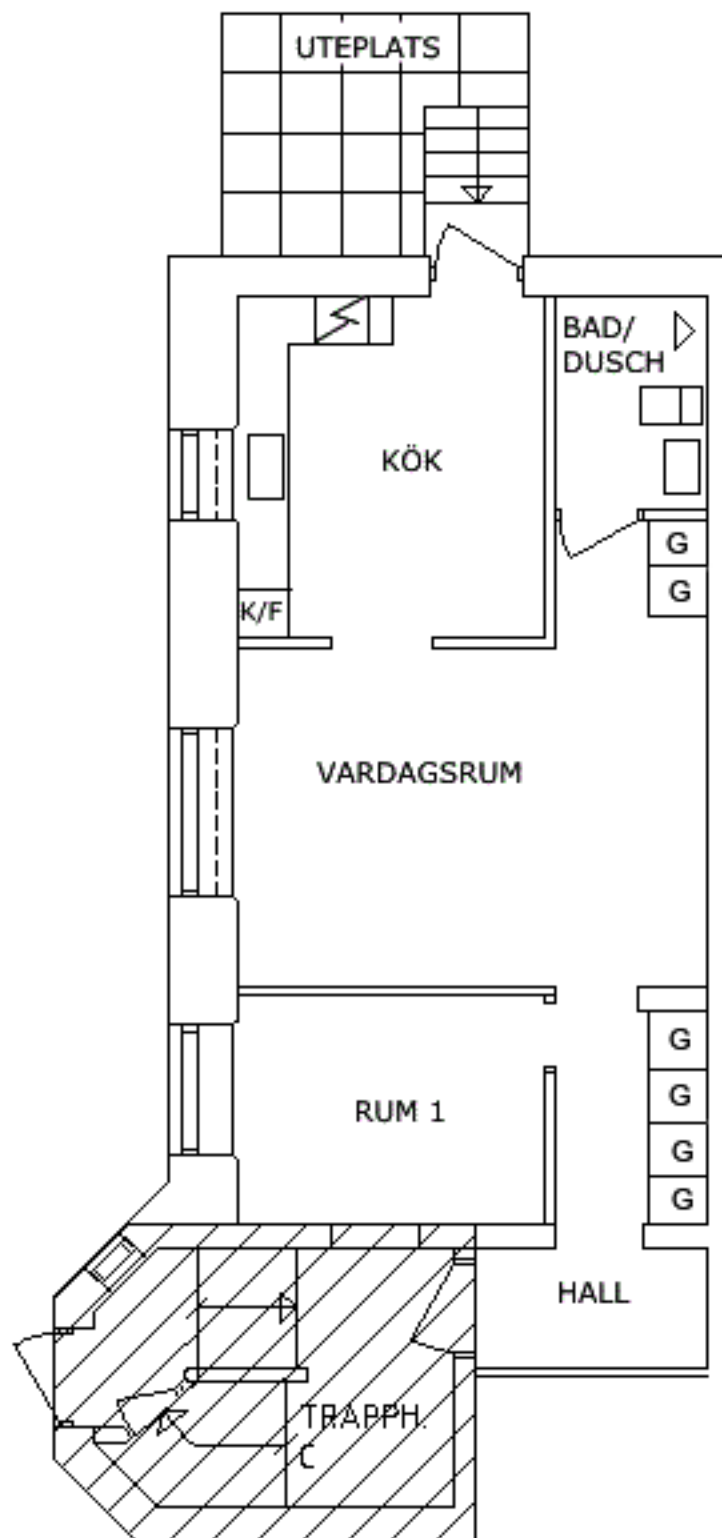 UTEPLATS
BAD/
DUSCH
KÖK
G
G
K/F
VARDAGSRUM
G
G
G
G
RUM 1
HALL
TRAPPH.
C